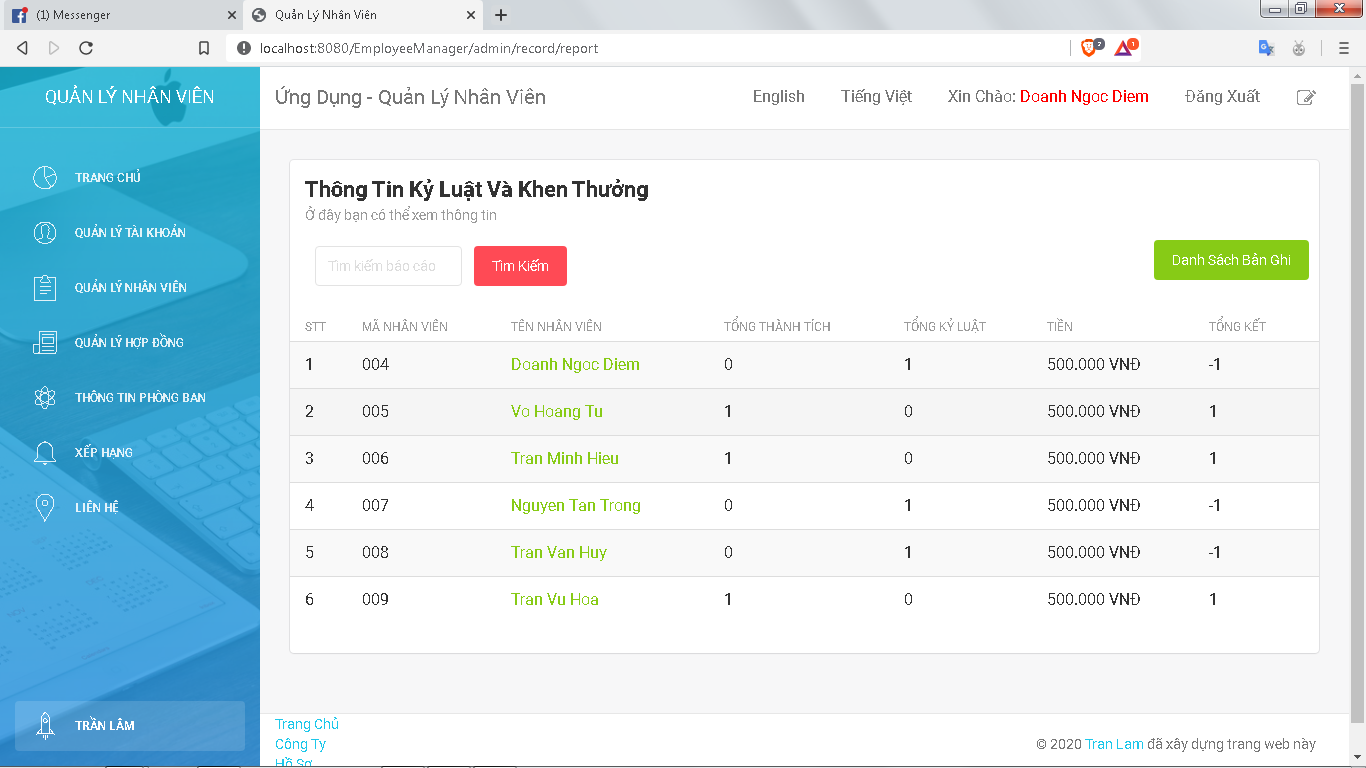 (1) Messenger
Quản Lý Nhân Viên
localhost:8080/EmployeeManager/admin/record/report
QUẢN LÝ NHÂN VIÊN
Ứng Dụng - Quản Lý Nhân Viên
English
Tiếng Việt
Xin Chào: Doanh Ngoc Diem
Đăng Xuất
TRANG CHỦ
QUẢN LÝ TÀI KHOẢN
QUẢN LÝ NHÂN VIÊN
QUẢN LÝ HỢP ĐỒNG
THÔNG TIN PHÒNG BAN
XẾP HẠNG
LIÊN HỆ
TRẦN LÂM
Thông Tin Kỷ Luật Và Khen Thưởng
Ở đây bạn có thể xem thông tin
Tìm kiếm báo cáo
Tìm Kiếm
Danh Sách Bản Ghi
STT MÃ NHÂN VIÊN TÊN NHÂN VIÊN TỔNG THÀNH TÍCH TỔNG KỶ LUẬT TIỀN TỔNG KẾT
1 004 Doanh Ngoc Diem 0 1 500.000 VNĐ -1
2 005 Vo Hoang Tu 1 0 500.000 VNĐ 1
3 006 Tran Minh Hieu 1 0 500.000 VNĐ 1
4 007 Nguyen Tan Trong 0 1 500.000 VNĐ -1
5 008 Tran Van Huy 0 1 500.000 VNĐ -1
6 009 Tran Vu Hoa 1 0 500.000 VNĐ 1
Trang Chủ
Công Ty
Hồ Sơ
© 2020 Tran Lam đã xây dựng trang web này